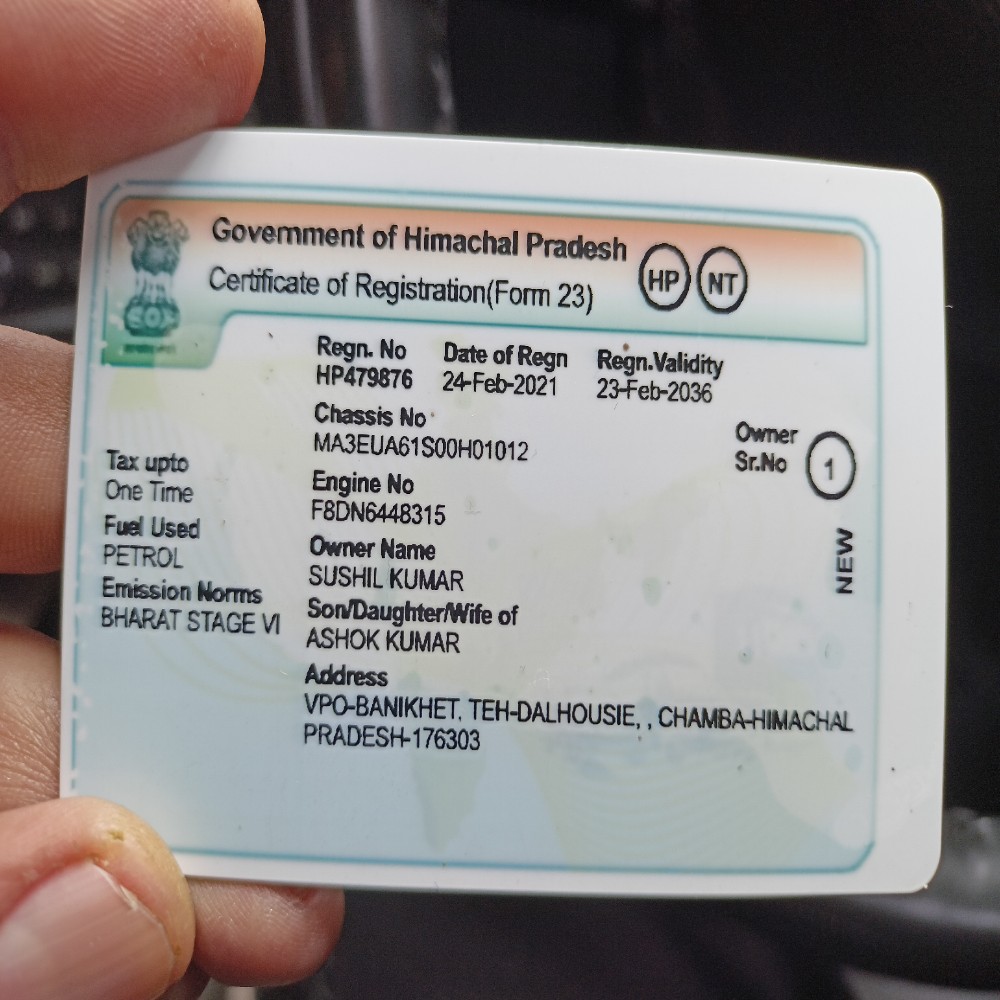 Government of Himachal Pradesh
Certificate of Registration(Form 23)
HP NT
Regn. No Date of Regn Regn.Validity
HP479876 24-Feb-2021 23-Feb-2036
Chassis No
MA3EUA61S00H01012
Owner
Sr.No 1
Tax upto
One Time
Engine No
F8DN6448315
Fuel Used
PETROL
Owner Name
SUSHIL KUMAR
NEW
Emission Norms
BHARAT STAGE VI
Son/Daughter/Wife of
ASHOK KUMAR
Address
VPO-BANIKHET, TEH-DALHOUSIE, , CHAMBA-HIMACHAL
PRADESH-176303